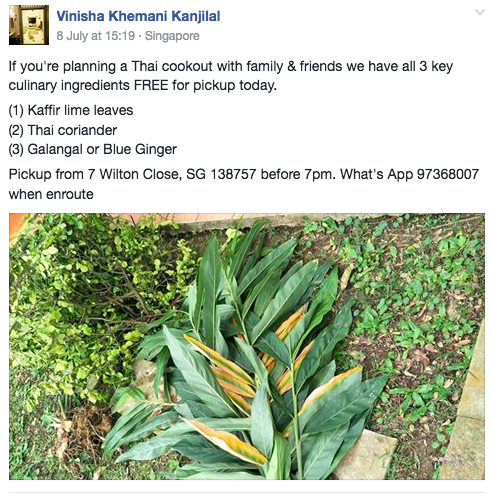 Vinisha Khemani Kanjilal
8 July at 15:19 · Singapore
If you're planning a Thai cookout with family & friends we have all 3 key
culinary ingredients FREE for pickup today.
(1) Kaffir lime leaves
(2) Thai coriander
(3) Galangal or Blue Ginger
Pickup from 7 Wilton Close, SG 138757 before 7pm. What's App 97368007
when enroute